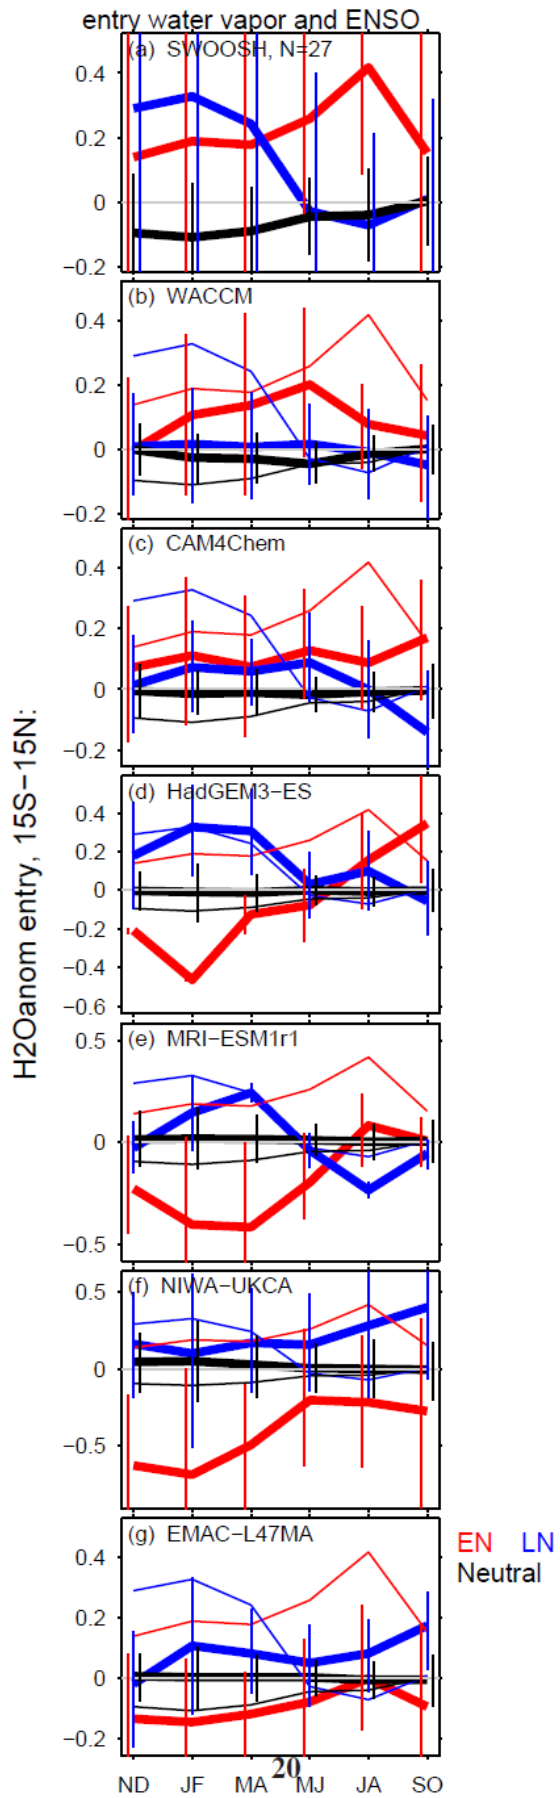 entry water vapor and ENSO
(a) SWOOSH, N=27
0.4
0.2
0
−0.2
(b) WACCM
0.4
0.2
0
−0.2
(c) CAM4Chem
0.4
0.2
0
−0.2
(d) HadGEM3−ES
0.4
0.2
0
−0.2
−0.4
−0.6
H2Oanom entry, 15S−15N:
(e) MRI−ESM1r1
0.5
0
−0.5
(f) NIWA−UKCA
0.5
0
−0.5
(g) EMAC−L47MA
0.4
0.2
0
−0.2
EN LN
Neutral
20
ND JF MA MJ JA SO